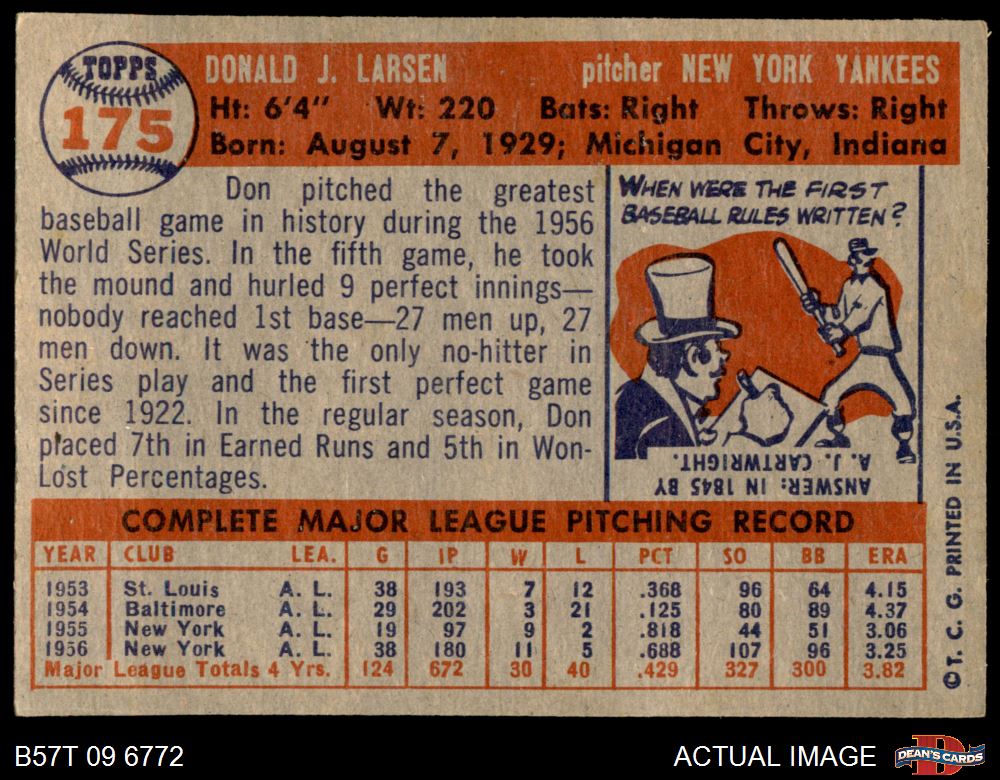 TOPPS
175
DONALD J. LARSEN pitcher NEW YORK YANKEES
Ht: 6'4" Wt: 220 Bats: Right Throws: Right
Born: August 7, 1929; Michigan City, Indiana
Don pitched the greatest
baseball game in history during the 1956
World Series. In the fifth game, he took
the mound and hurled 9 perfect innings—
nobody reached 1st base—27 men up, 27
men down. It was the only no-hitter in
Series play and the first perfect game
since 1922. In the regular season, Don
placed 7th in Earned Runs and 5th in Won-
Lost Percentages.
WHEN WERE THE FIRST
BASEBALL RULES WRITTEN?
ANSWER: IN 1845 BY
A. J. CARTWRIGHT.
COMPLETE MAJOR LEAGUE PITCHING RECORD
YEAR CLUB LEA. G IP W L PCT SO BB ERA
1953 St. Louis A. L. 38 193 7 12 .368 96 64 4.15
1954 Baltimore A. L. 29 202 3 21 .125 80 89 4.37
1955 New York A. L. 19 97 9 2 .818 44 51 3.06
1956 New York A. L. 38 180 11 5 .688 107 96 3.25
Major League Totals 4 Yrs. 124 672 30 40 .429 327 300 3.82
©T. C. G. PRINTED IN U.S.A.
B57T 09 6772
ACTUAL IMAGE
DEAN'S CARDS